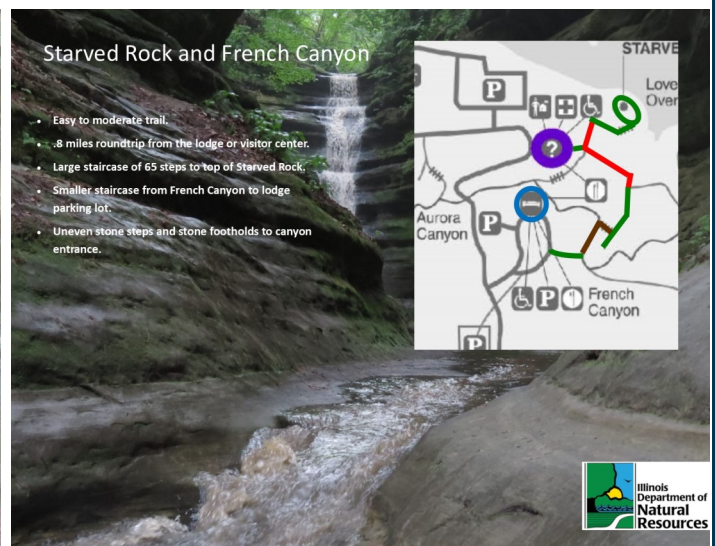 Starved Rock and French Canyon
• Easy to moderate trail.
• .8 miles roundtrip from the lodge or visitor center.
• Large staircase of 65 steps to top of Starved Rock.
• Smaller staircase from French Canyon to lodge
parking lot.
• Uneven stone steps and stone footholds to canyon
entrance.
STARVE
Love
Over
P
?
Aurora
Canyon
P
P
French
Canyon
P
Illinois
Department of
Natural
Resources